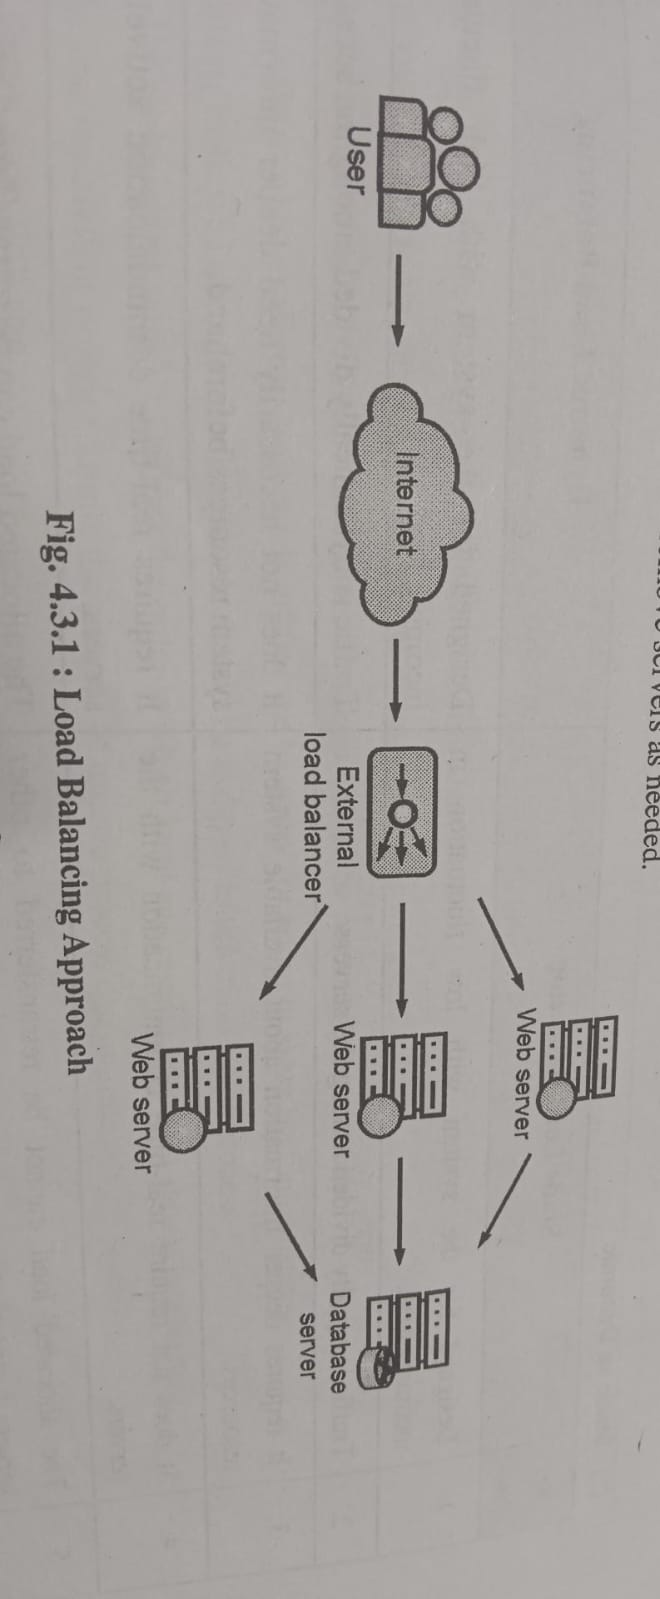 servers as needed.
User
Internet
External
load balancer
Web server
Web server
Web server
Database
server
Fig. 4.3.1 : Load Balancing Approach